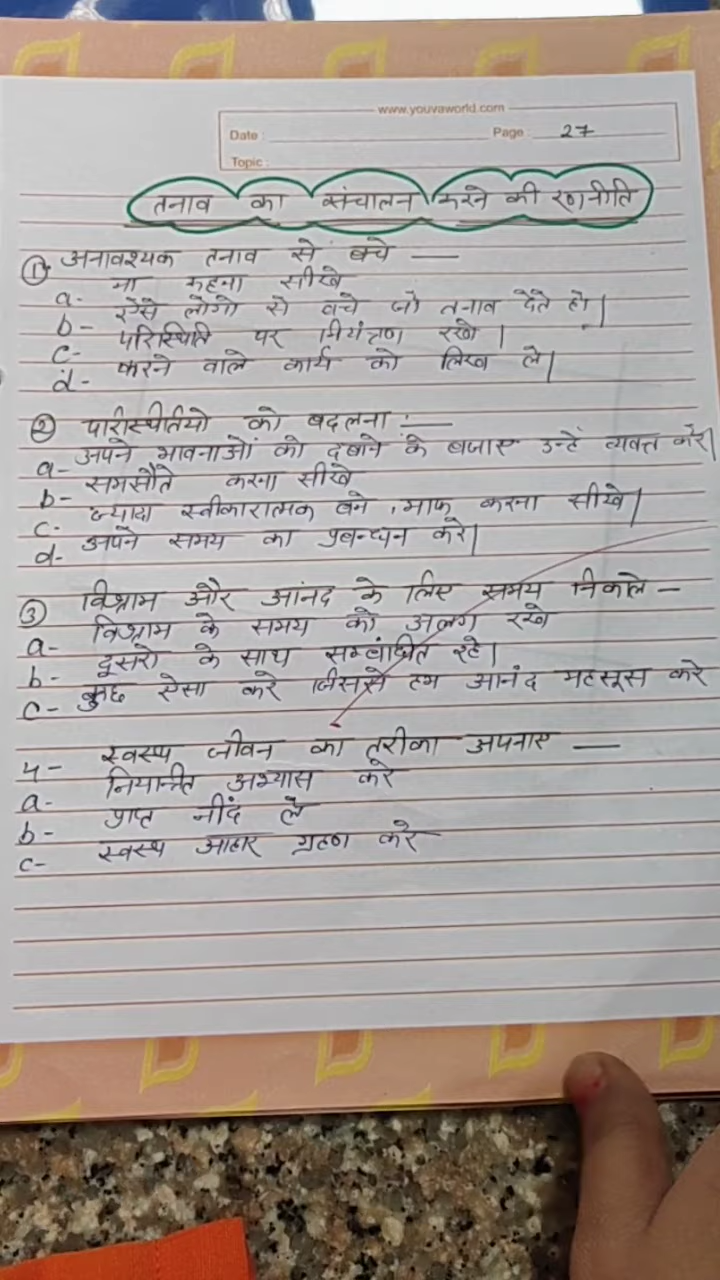 www.youvaworld.com
Date :
Page : 27
Topic :
तनाव का संचालन करने की रणनीति
① अनावश्यक तनाव से बचे —
a- ना कहना सीखे
b- ऐसे लोगो से बचे जो तनाव देते हो।
c- परिस्थिति पर नियंत्रण रखो।
d- करने वाले कार्य को लिख ले।
② परिस्थितियो को बदलना :—
a- अपने भावनाओं को दबाने के बजाए उन्हें व्यक्त करें।
b- समझौते करना सीखे
c- ज्यादा स्वीकारात्मक बने, माफ करना सीखे।
d- अपने समय का प्रबन्धन करे।
③ विश्राम और आंनद के लिए समय निकाले —
a- विश्राम के समय को अलग रखे
b- दूसरो के साथ सम्बंधित रहे।
c- कुछ ऐसा करे जिससे हम आनंद महसूस करे
4- स्वस्थ जीवन का तरीका अपनाए —
a- नियमित अभ्यास करे
b- प्राप्त नींद ले
c- स्वस्थ आहार ग्रहण करे